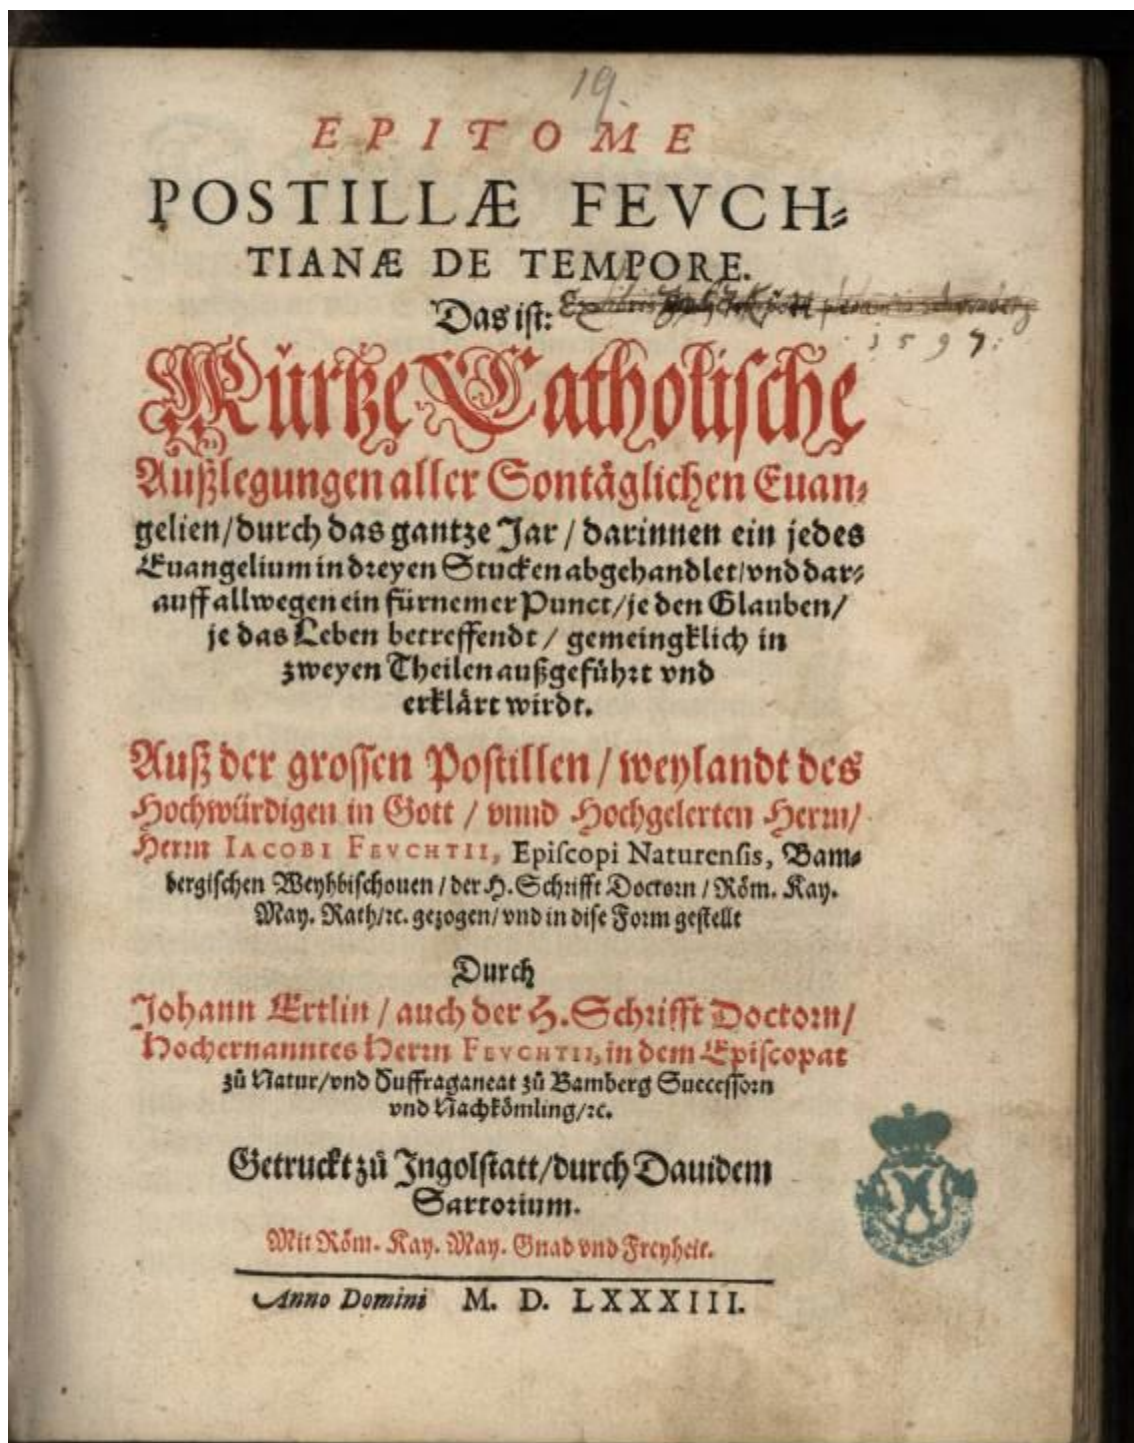 19.
EPITOME
POSTILLÆ FEVCH⸗
TIANÆ DE TEMPORE.
Das ist:
1597.
Kürtze Catholische
Außlegungen aller Sontäglichen Euan⸗
gelien/durch das gantze Jar / darinnen ein jedes
Euangelium in dreyen Stucken abgehandlet/vnd dar⸗
auff allwegen ein fürnemer Punct/je den Glauben/
je das Leben betreffendt / gemeingklich in
zweyen Theilen außgeführt vnd
erklärt wirdt.
Auß der grossen Postillen / weylandt des
Hochwürdigen in Gott / vnnd Hochgelerten Herrn/
Herrn IACOBI FEVCHTII, Episcopi Naturensis, Bam⸗
bergischen Weyhbischouen / der H. Schrifft Doctorn / Röm. Kay.
May. Rath/ꝛc. gezogen/vnd in dise Form gestellt
Durch
Johann Ertlin / auch der H. Schrifft Doctorn/
Hochernanntes Herrn FEVCHTII, in dem Episcopat
zů Natur/vnd Suffraganeat zů Bamberg Successorn
vnd Nachkömling/ꝛc.
Getruckt zů Ingolstatt/durch Dauidem
Sartorium.
Mit Röm. Kay. May. Gnad vnd Freyheit.
Anno Domini M. D. LXXXIII.